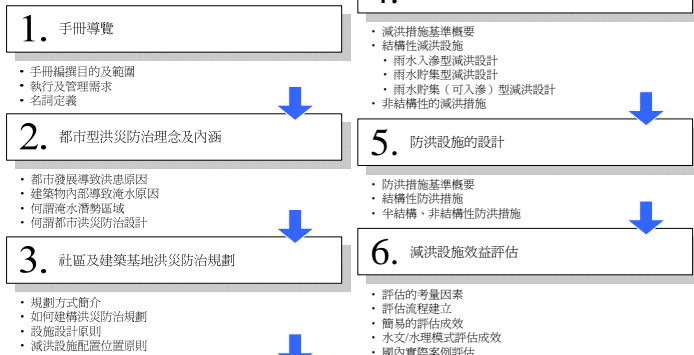 1. 手冊導覽
• 手冊編撰目的及範圍
• 執行及管理需求
• 名詞定義
2. 都市型洪災防治理念及內涵
• 都市發展導致洪患原因
• 建築物內部導致淹水原因
• 何謂淹水潛勢區域
• 何謂都市洪災防治設計
3. 社區及建築基地洪災防治規劃
• 規劃方式簡介
• 如何建構洪災防治規劃
• 設施設計原則
• 減洪設施配置位置原則
• 減洪措施基準概要
• 結構性減洪設施
• 雨水入滲型減洪設計
• 雨水貯集型減洪設計
• 雨水貯集（可入滲）型減洪設計
• 非結構性的減洪措施
5. 防洪設施的設計
• 防洪措施基準概要
• 結構性防洪措施
• 半結構、非結構性防洪措施
6. 減洪設施效益評估
• 評估的考量因素
• 評估流程建立
• 簡易的評估成效
• 水文/水理模式評估成效
• 國內實際案例評估